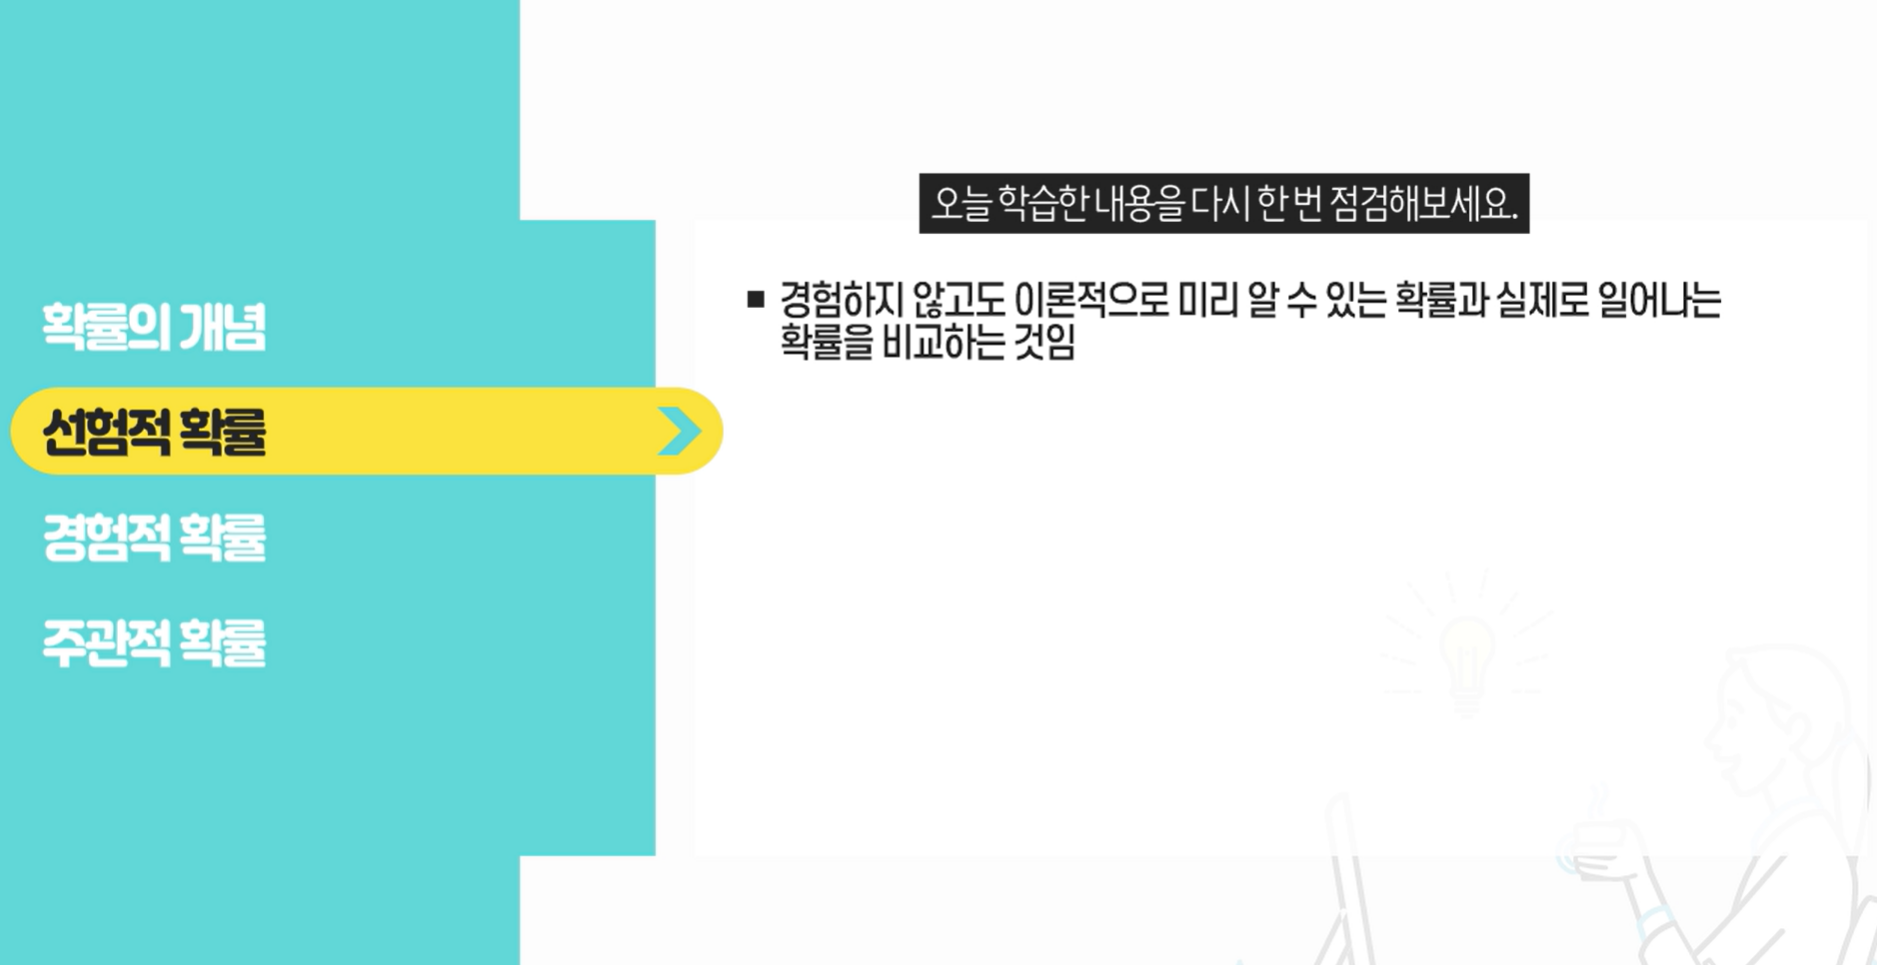 오늘 학습한 내용을 다시 한 번 점검해보세요.
확률의 개념
선험적 확률
경험적 확률
주관적 확률
■ 경험하지 않고도 이론적으로 미리 알 수 있는 확률과 실제로 일어나는
확률을 비교하는 것임